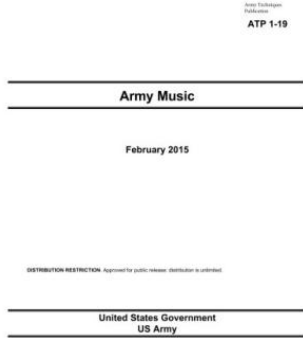 Army Techniques
Publication
ATP 1-19
Army Music
February 2015
DISTRIBUTION RESTRICTION. Approved for public release; distribution is unlimited.
United States Government
US Army